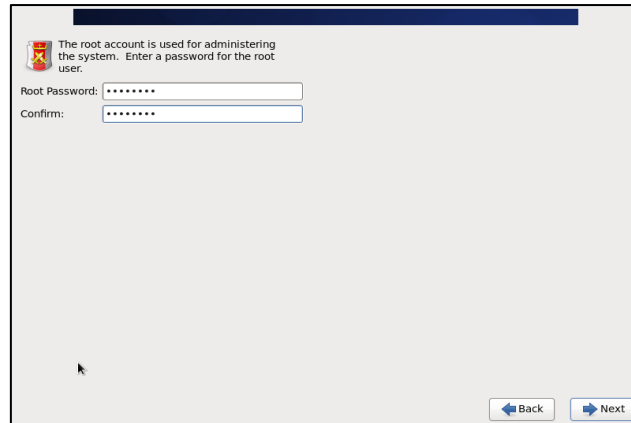 The root account is used for administering
the system.  Enter a password for the root
user.
Root Password: ••••••••
Confirm: ••••••••
Back Next